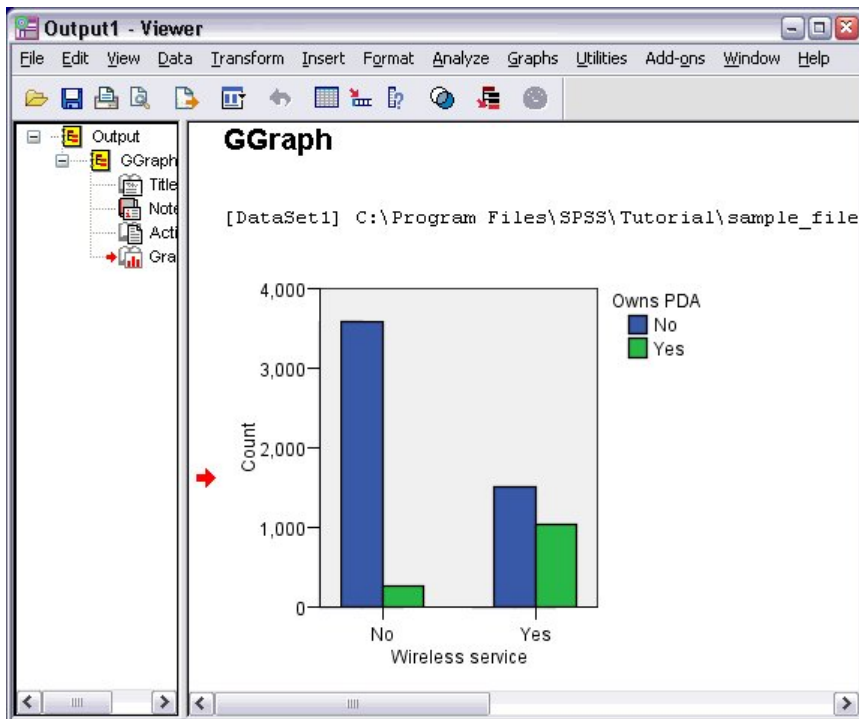 Output1 - Viewer
File Edit View Data Transform Insert Format Analyze Graphs Utilities Add-ons Window Help
Output
GGraph
Title
Note
Acti
Gra
GGraph
[DataSet1] C:\Program Files\SPSS\Tutorial\sample_file
4,000
3,000
2,000
1,000
0
Count
No
Yes
Wireless service
Owns PDA
No
Yes